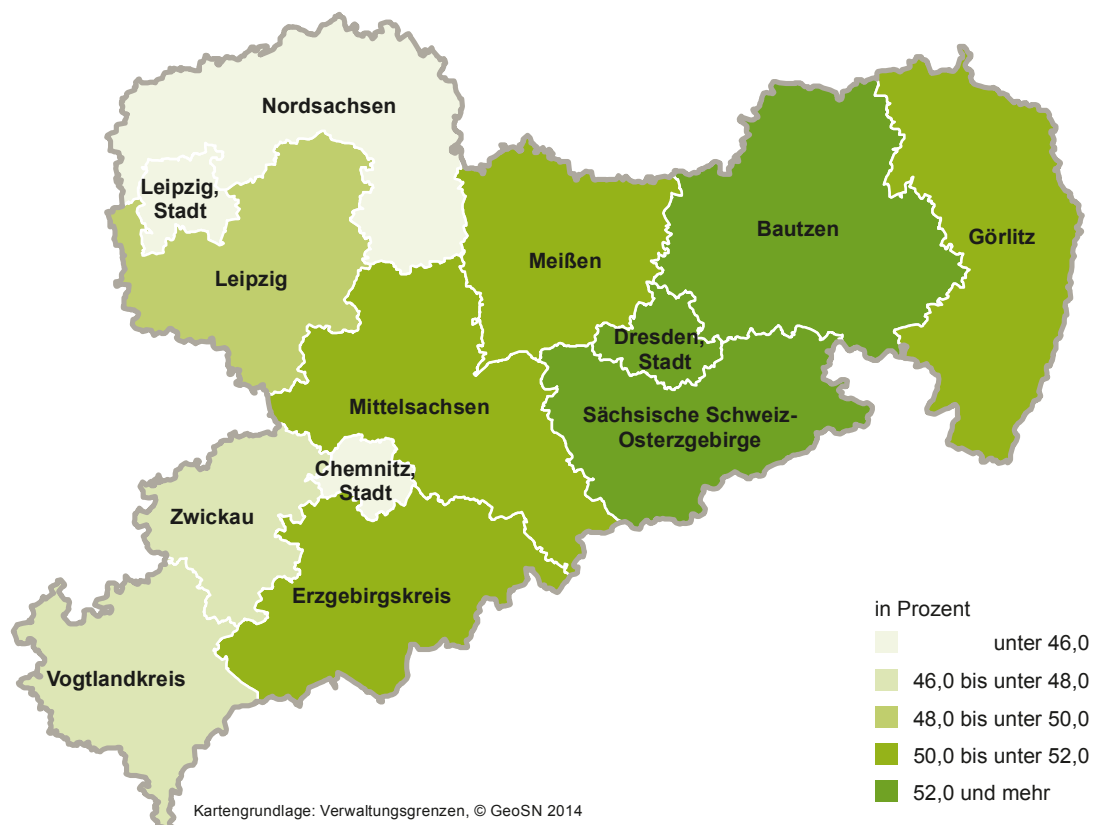 Nordsachsen
Leipzig,
Stadt
Leipzig
Meißen
Bautzen
Görlitz
Dresden,
Stadt
Mittelsachsen
Sächsische Schweiz-
Osterzgebirge
Chemnitz,
Stadt
Zwickau
Erzgebirgskreis
Vogtlandkreis
in Prozent
unter 46,0
46,0 bis unter 48,0
48,0 bis unter 50,0
50,0 bis unter 52,0
52,0 und mehr
Kartengrundlage: Verwaltungsgrenzen, © GeoSN 2014